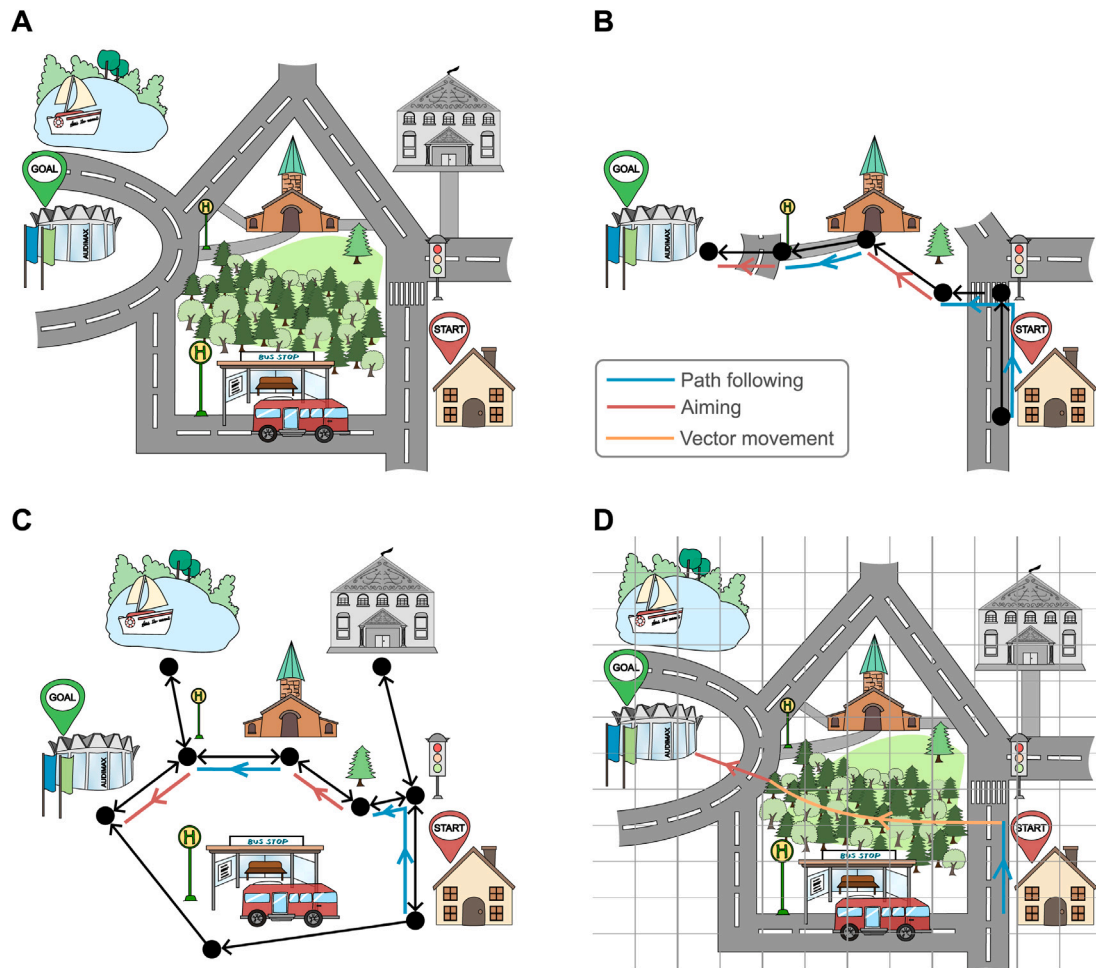 A
GOAL
AUDIMAX
H
START
H
BUS STOP
B
GOAL
AUDIMAX
H
START
Path following
Aiming
Vector movement
C
GOAL
AUDIMAX
H
START
H
BUS STOP
D
GOAL
AUDIMAX
H
START
H
BUS STOP